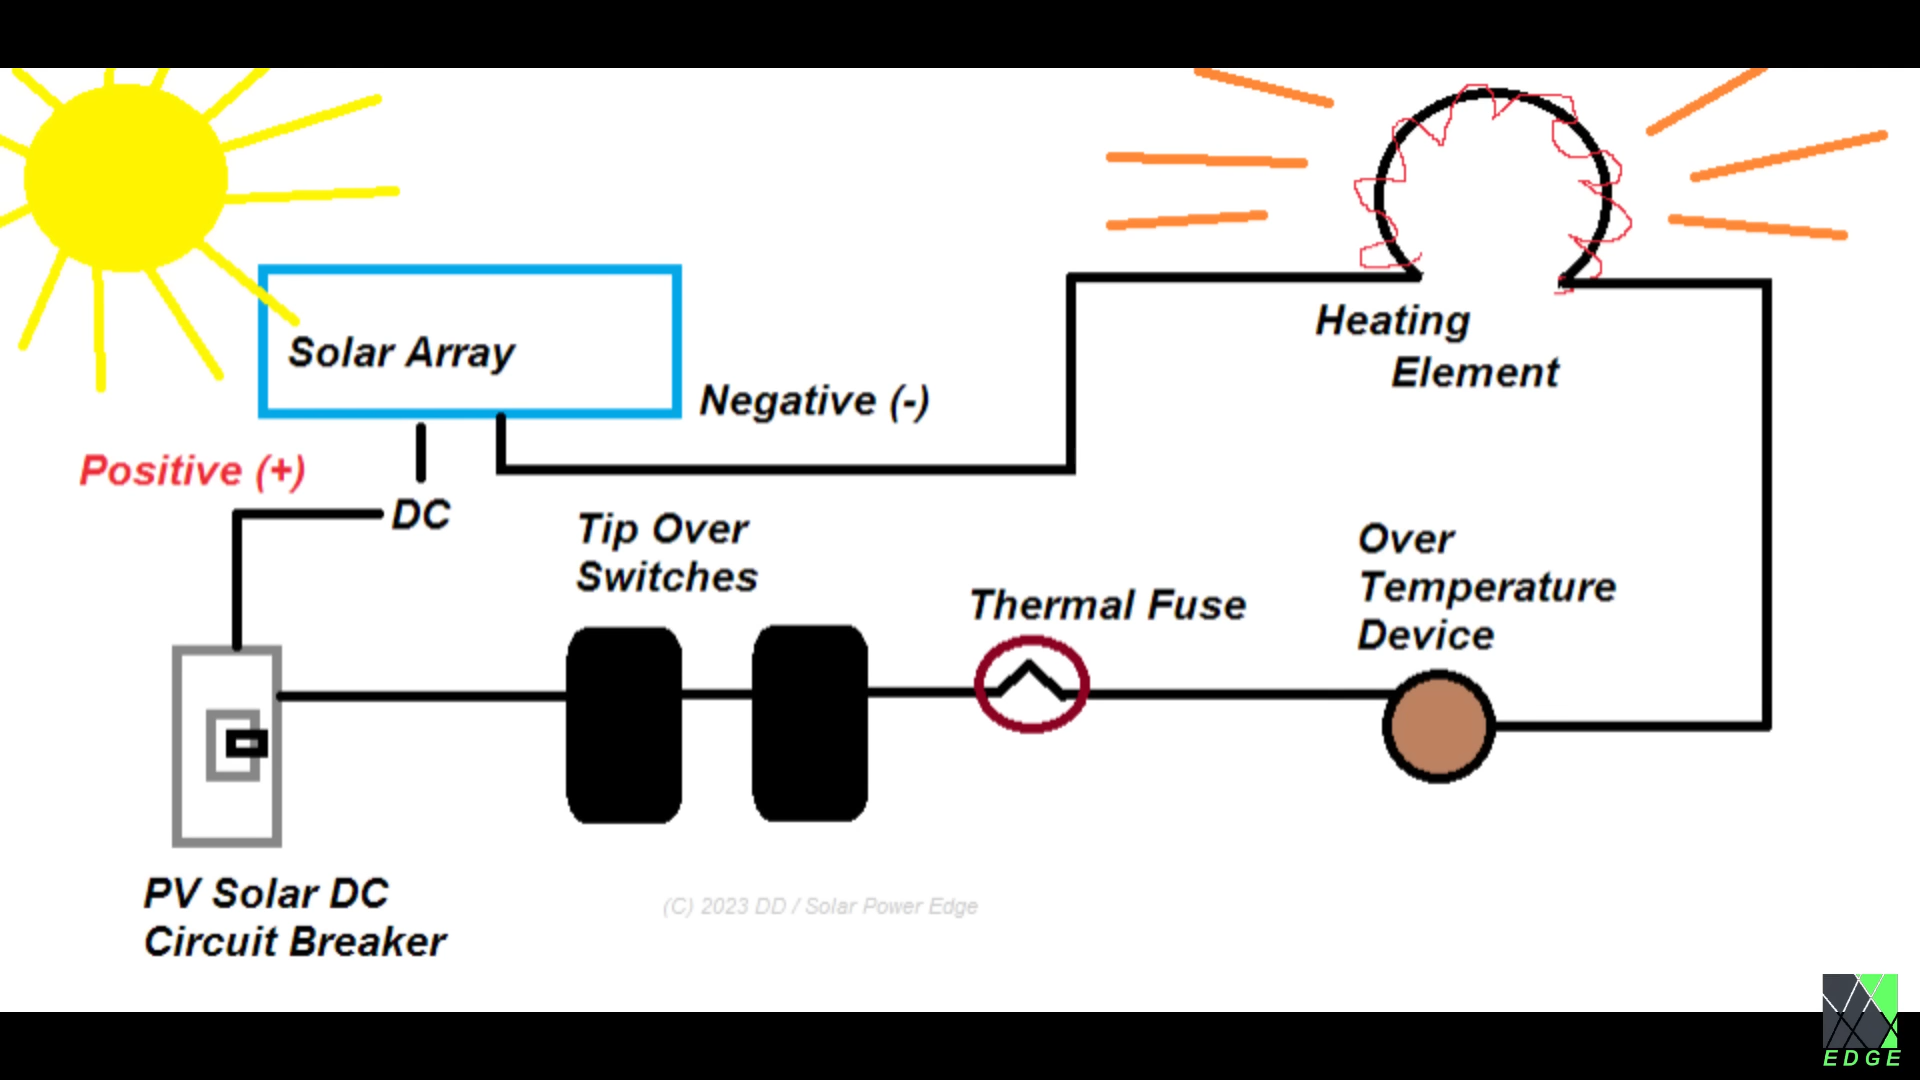 Solar Array
Negative (-)
Positive (+)
DC
Heating
Element
Tip Over
Switches
Thermal Fuse
Over
Temperature
Device
PV Solar DC
Circuit Breaker
(C) 2023 DD / Solar Power Edge
EDGE